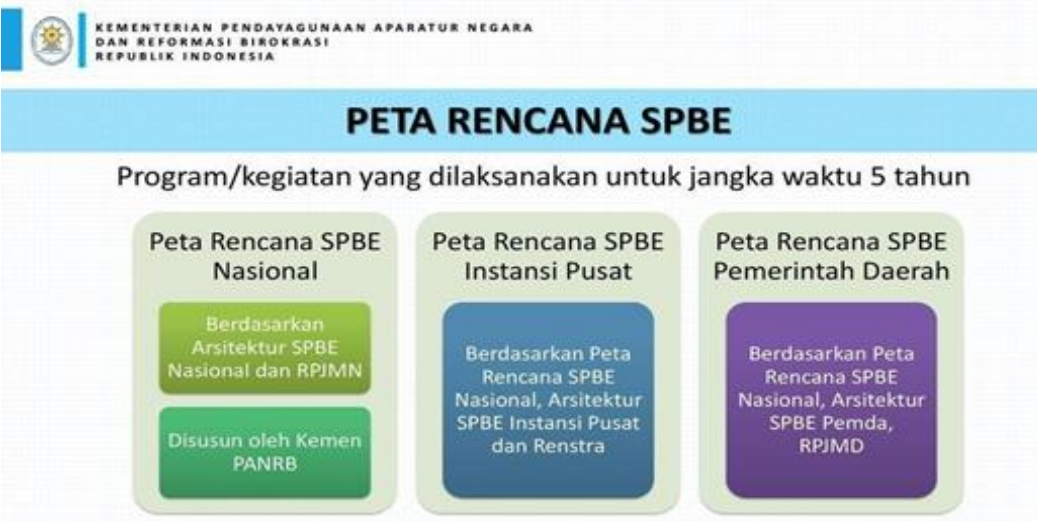 KEMENTERIAN PENDAYAGUNAAN APARATUR NEGARA
DAN REFORMASI BIROKRASI
REPUBLIK INDONESIA
PETA RENCANA SPBE
Program/kegiatan yang dilaksanakan untuk jangka waktu 5 tahun
Peta Rencana SPBE
Nasional
Berdasarkan
Arsitektur SPBE
Nasional dan RPJMN
Disusun oleh Kemen
PANRB
Peta Rencana SPBE
Instansi Pusat
Berdasarkan Peta
Rencana SPBE
Nasional, Arsitektur
SPBE Instansi Pusat
dan Renstra
Peta Rencana SPBE
Pemerintah Daerah
Berdasarkan Peta
Rencana SPBE
Nasional, Arsitektur
SPBE Pemda,
RPJMD